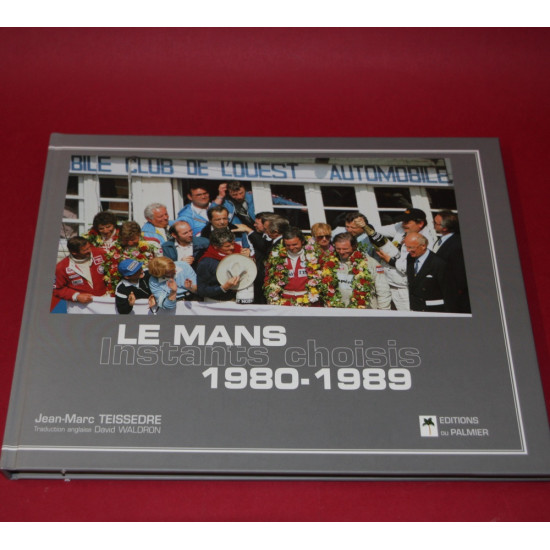 BILE CLUB DE L'OUEST AUTOMOBILE
LE MANS
Instants choisis
1980-1989
Jean-Marc TEISSEDRE
Traduction anglaise David WALDRON
EDITIONS
DU PALMIER